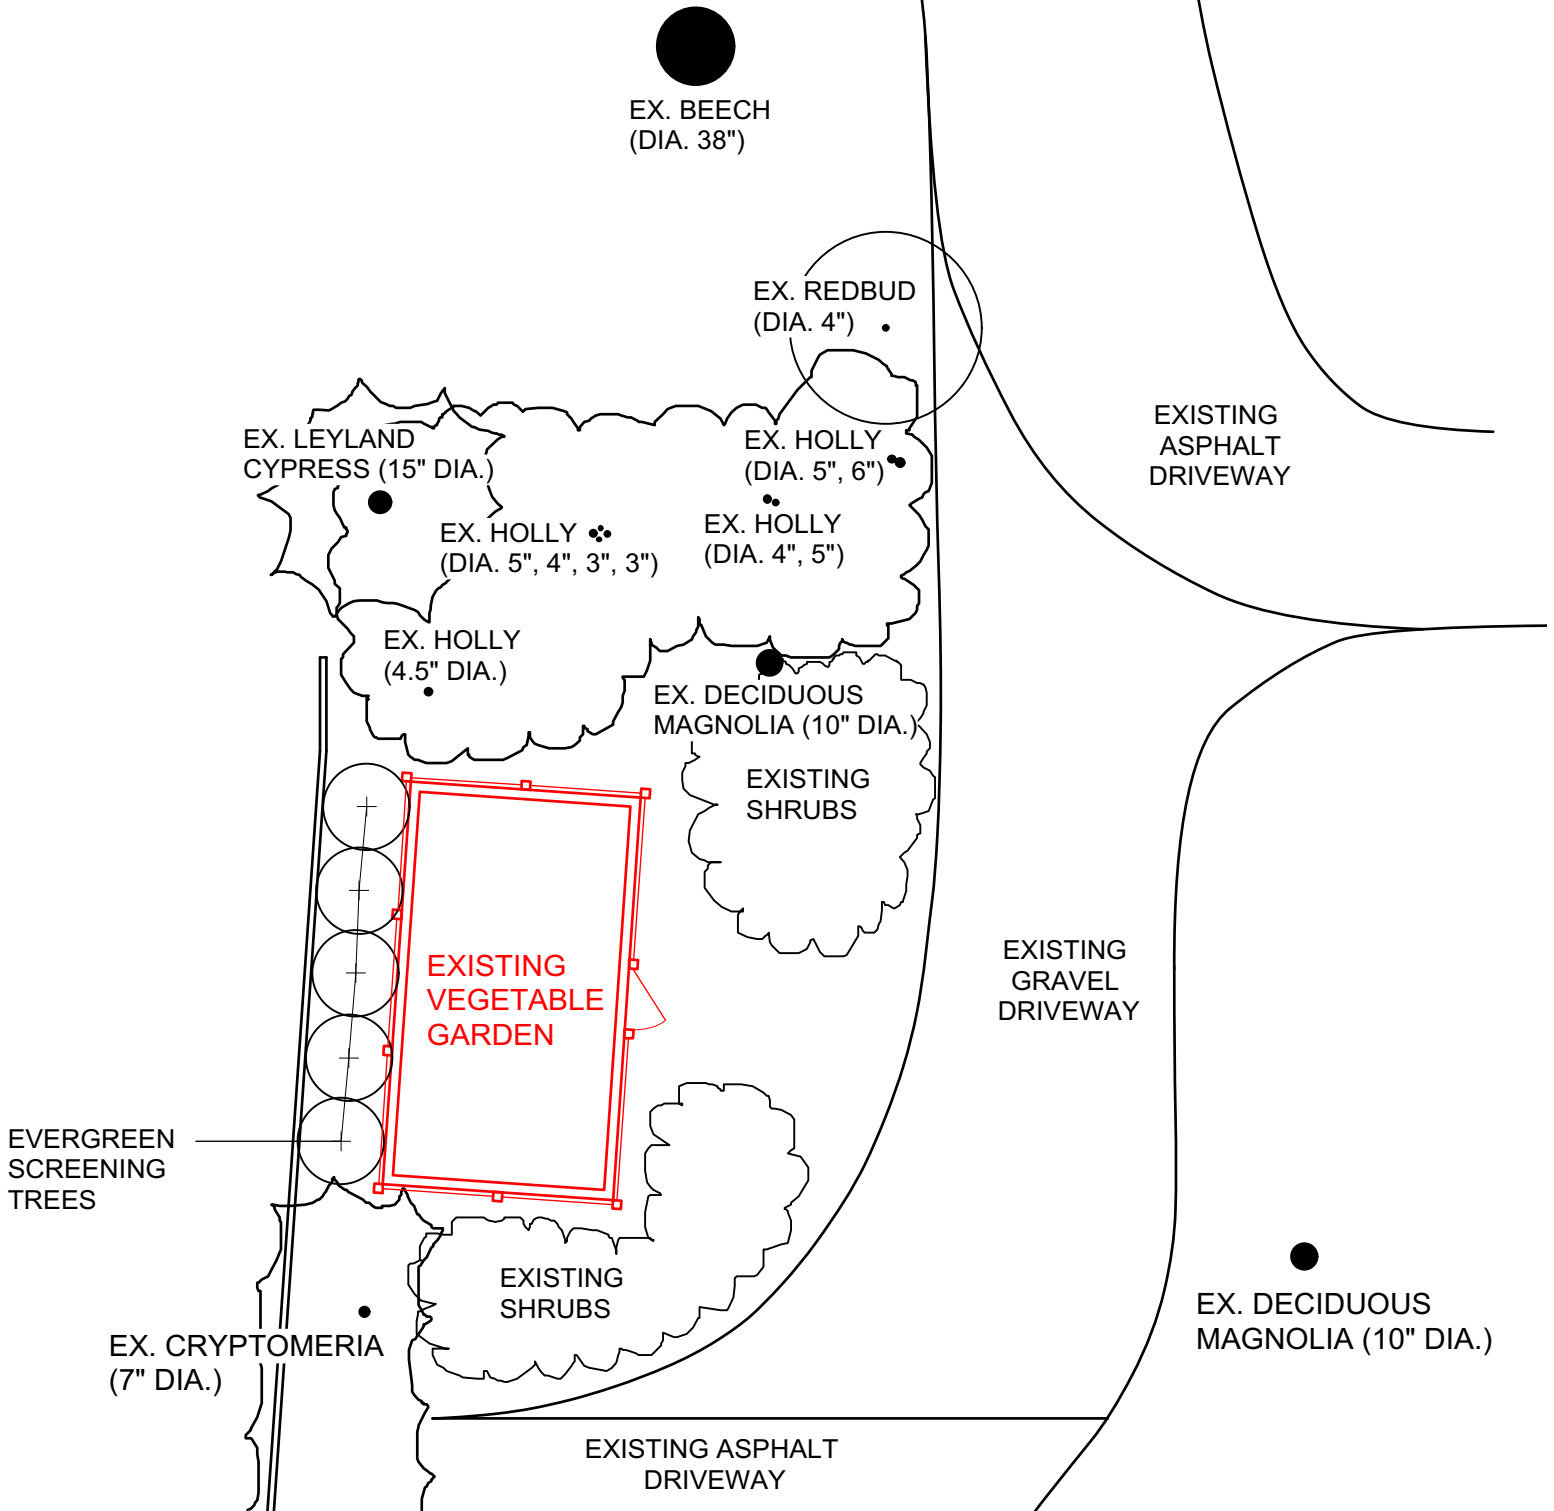 EX. BEECH
(DIA. 38")
EX. REDBUD
(DIA. 4")
EXISTING
ASPHALT
DRIVEWAY
EX. LEYLAND
CYPRESS (15" DIA.)
EX. HOLLY
(DIA. 5", 6")
EX. HOLLY
(DIA. 5", 4", 3", 3")
EX. HOLLY
(DIA. 4", 5")
EX. HOLLY
(4.5" DIA.)
EX. DECIDUOUS
MAGNOLIA (10" DIA.)
EXISTING
SHRUBS
EXISTING
VEGETABLE
GARDEN
EXISTING
GRAVEL
DRIVEWAY
EVERGREEN
SCREENING
TREES
EXISTING
SHRUBS
EX. CRYPTOMERIA
(7" DIA.)
EX. DECIDUOUS
MAGNOLIA (10" DIA.)
EXISTING ASPHALT
DRIVEWAY